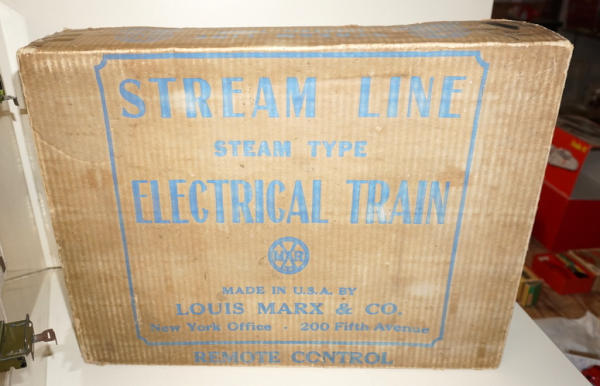 STREAM LINE
STEAM TYPE
ELECTRICAL TRAIN
MAR
MADE IN U.S.A. BY
LOUIS MARX & CO.
New York Office - 200 Fifth Avenue
REMOTE CONTROL